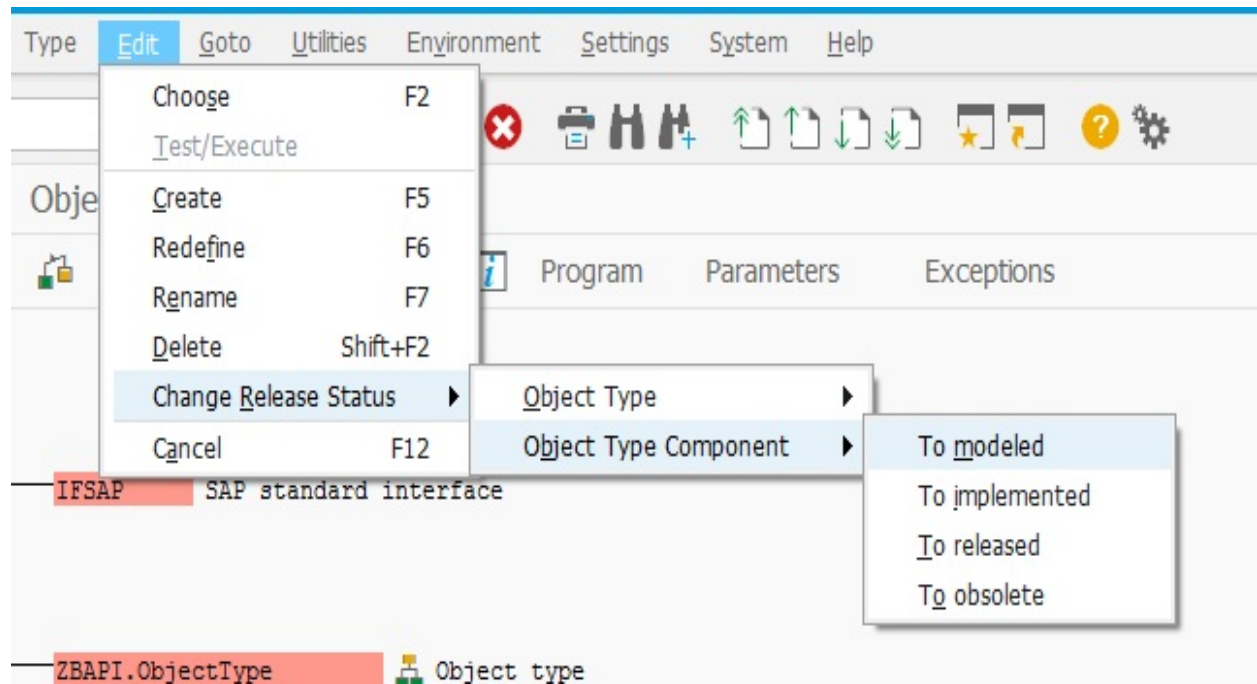 Type Edit Goto Utilities Environment Settings System Help
Choose F2
Test/Execute
Obje
Create F5
Redefine F6
i Program Parameters Exceptions
Rename F7
Delete Shift+F2
Change Release Status
Object Type
Cancel F12
Object Type Component
To modeled
IFSAP SAP standard interface
To implemented
To released
To obsolete
ZBAPI.ObjectType Object type